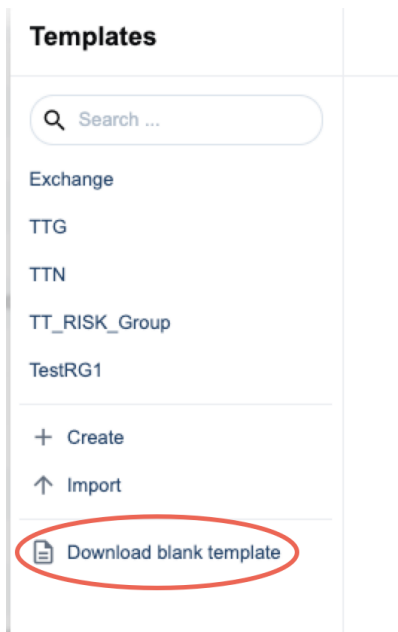 Templates
Search ...
Exchange
TTG
TTN
TT_RISK_Group
TestRG1
Create
Import
Download blank template